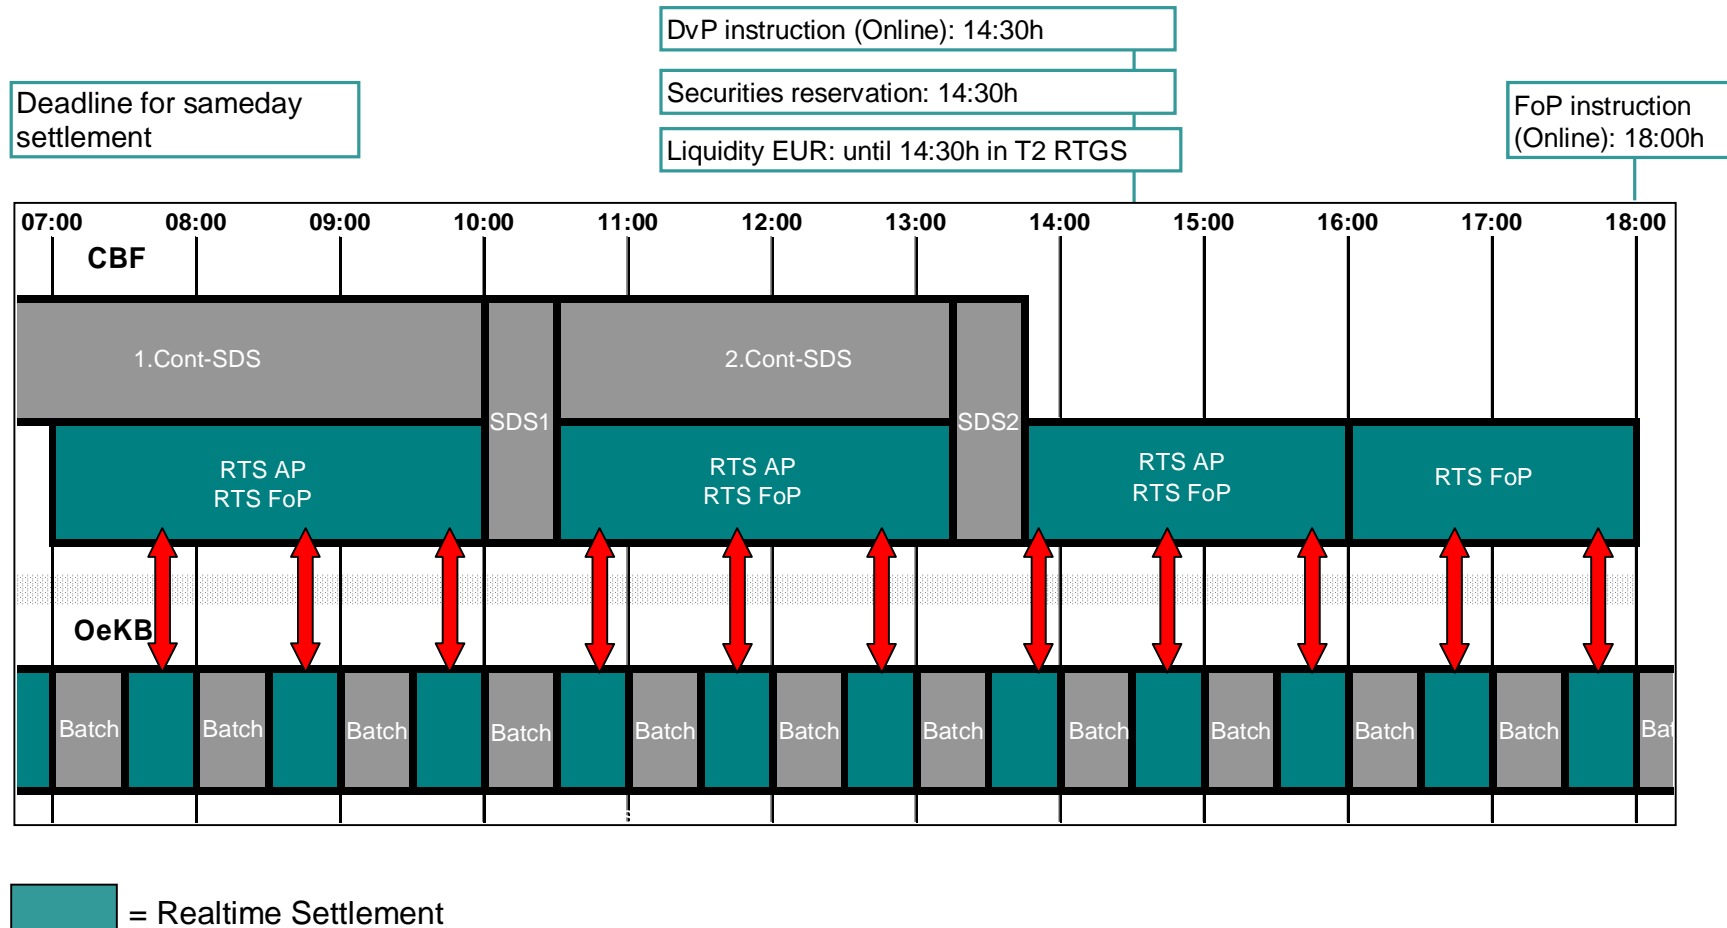 DvP instruction (Online): 14:30h
Deadline for sameday
settlement
Securities reservation: 14:30h
FoP instruction
(Online): 18:00h
Liquidity EUR: until 14:30h in T2 RTGS
07:00 08:00 09:00 10:00 11:00 12:00 13:00 14:00 15:00 16:00 17:00 18:00
CBF
1.Cont-SDS
2.Cont-SDS
SDS1
SDS2
RTS AP
RTS FoP
RTS AP
RTS FoP
RTS AP
RTS FoP
RTS FoP
OeKB
Batch Batch Batch Batch Batch Batch Batch Batch Batch Batch Batch Bat
= Realtime Settlement